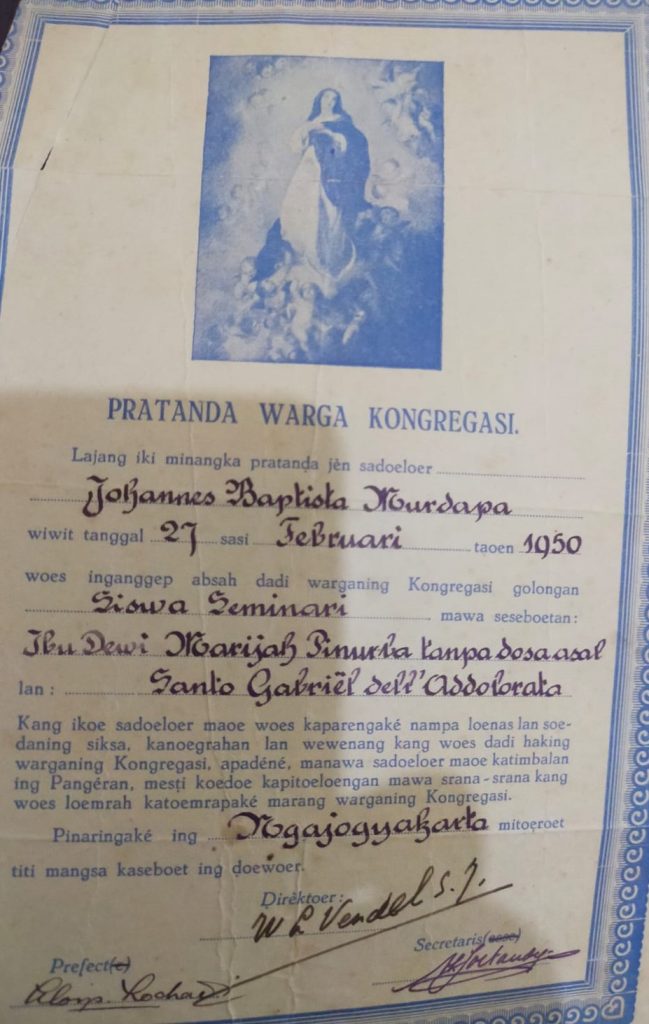 PRATANDA WARGA KONGREGASI.
Lajang iki minangka pratanda jèn sadoeloer
Johannes Baptista Murdapa
wiwit tanggal 27 sasi Februari taoen 1950
woes inganggep absah dadi warganing Kongregasi golongan
Siswa Seminari mawa seseboetan:
Ibu Dewi Marijah Pinurba tanpa dosa asal
lan: Santo Gabriël dell'Addolorata
Kang ikoe sadoeloer maoe woes kaparengaké nampa loenas lan soe-
daning siksa, kanoegrahan lan wewenang kang woes dadi haking
warganing Kongregasi, apadéné, manawa sadoeloer maoe katimbalan
ing Pangéran, mesṭi koedoe kapitoeloengan mawa srana-srana kang
woes loemrah katoemrapaké marang warganing Kongregasi.
Pinaringaké ing Ngajogyakarta mitoeroet
titi mangsa kaseboet ing doewoer.
Dirèktoer:
W L Vendel S.J.
Secretaris(esse)
Prefect(e)